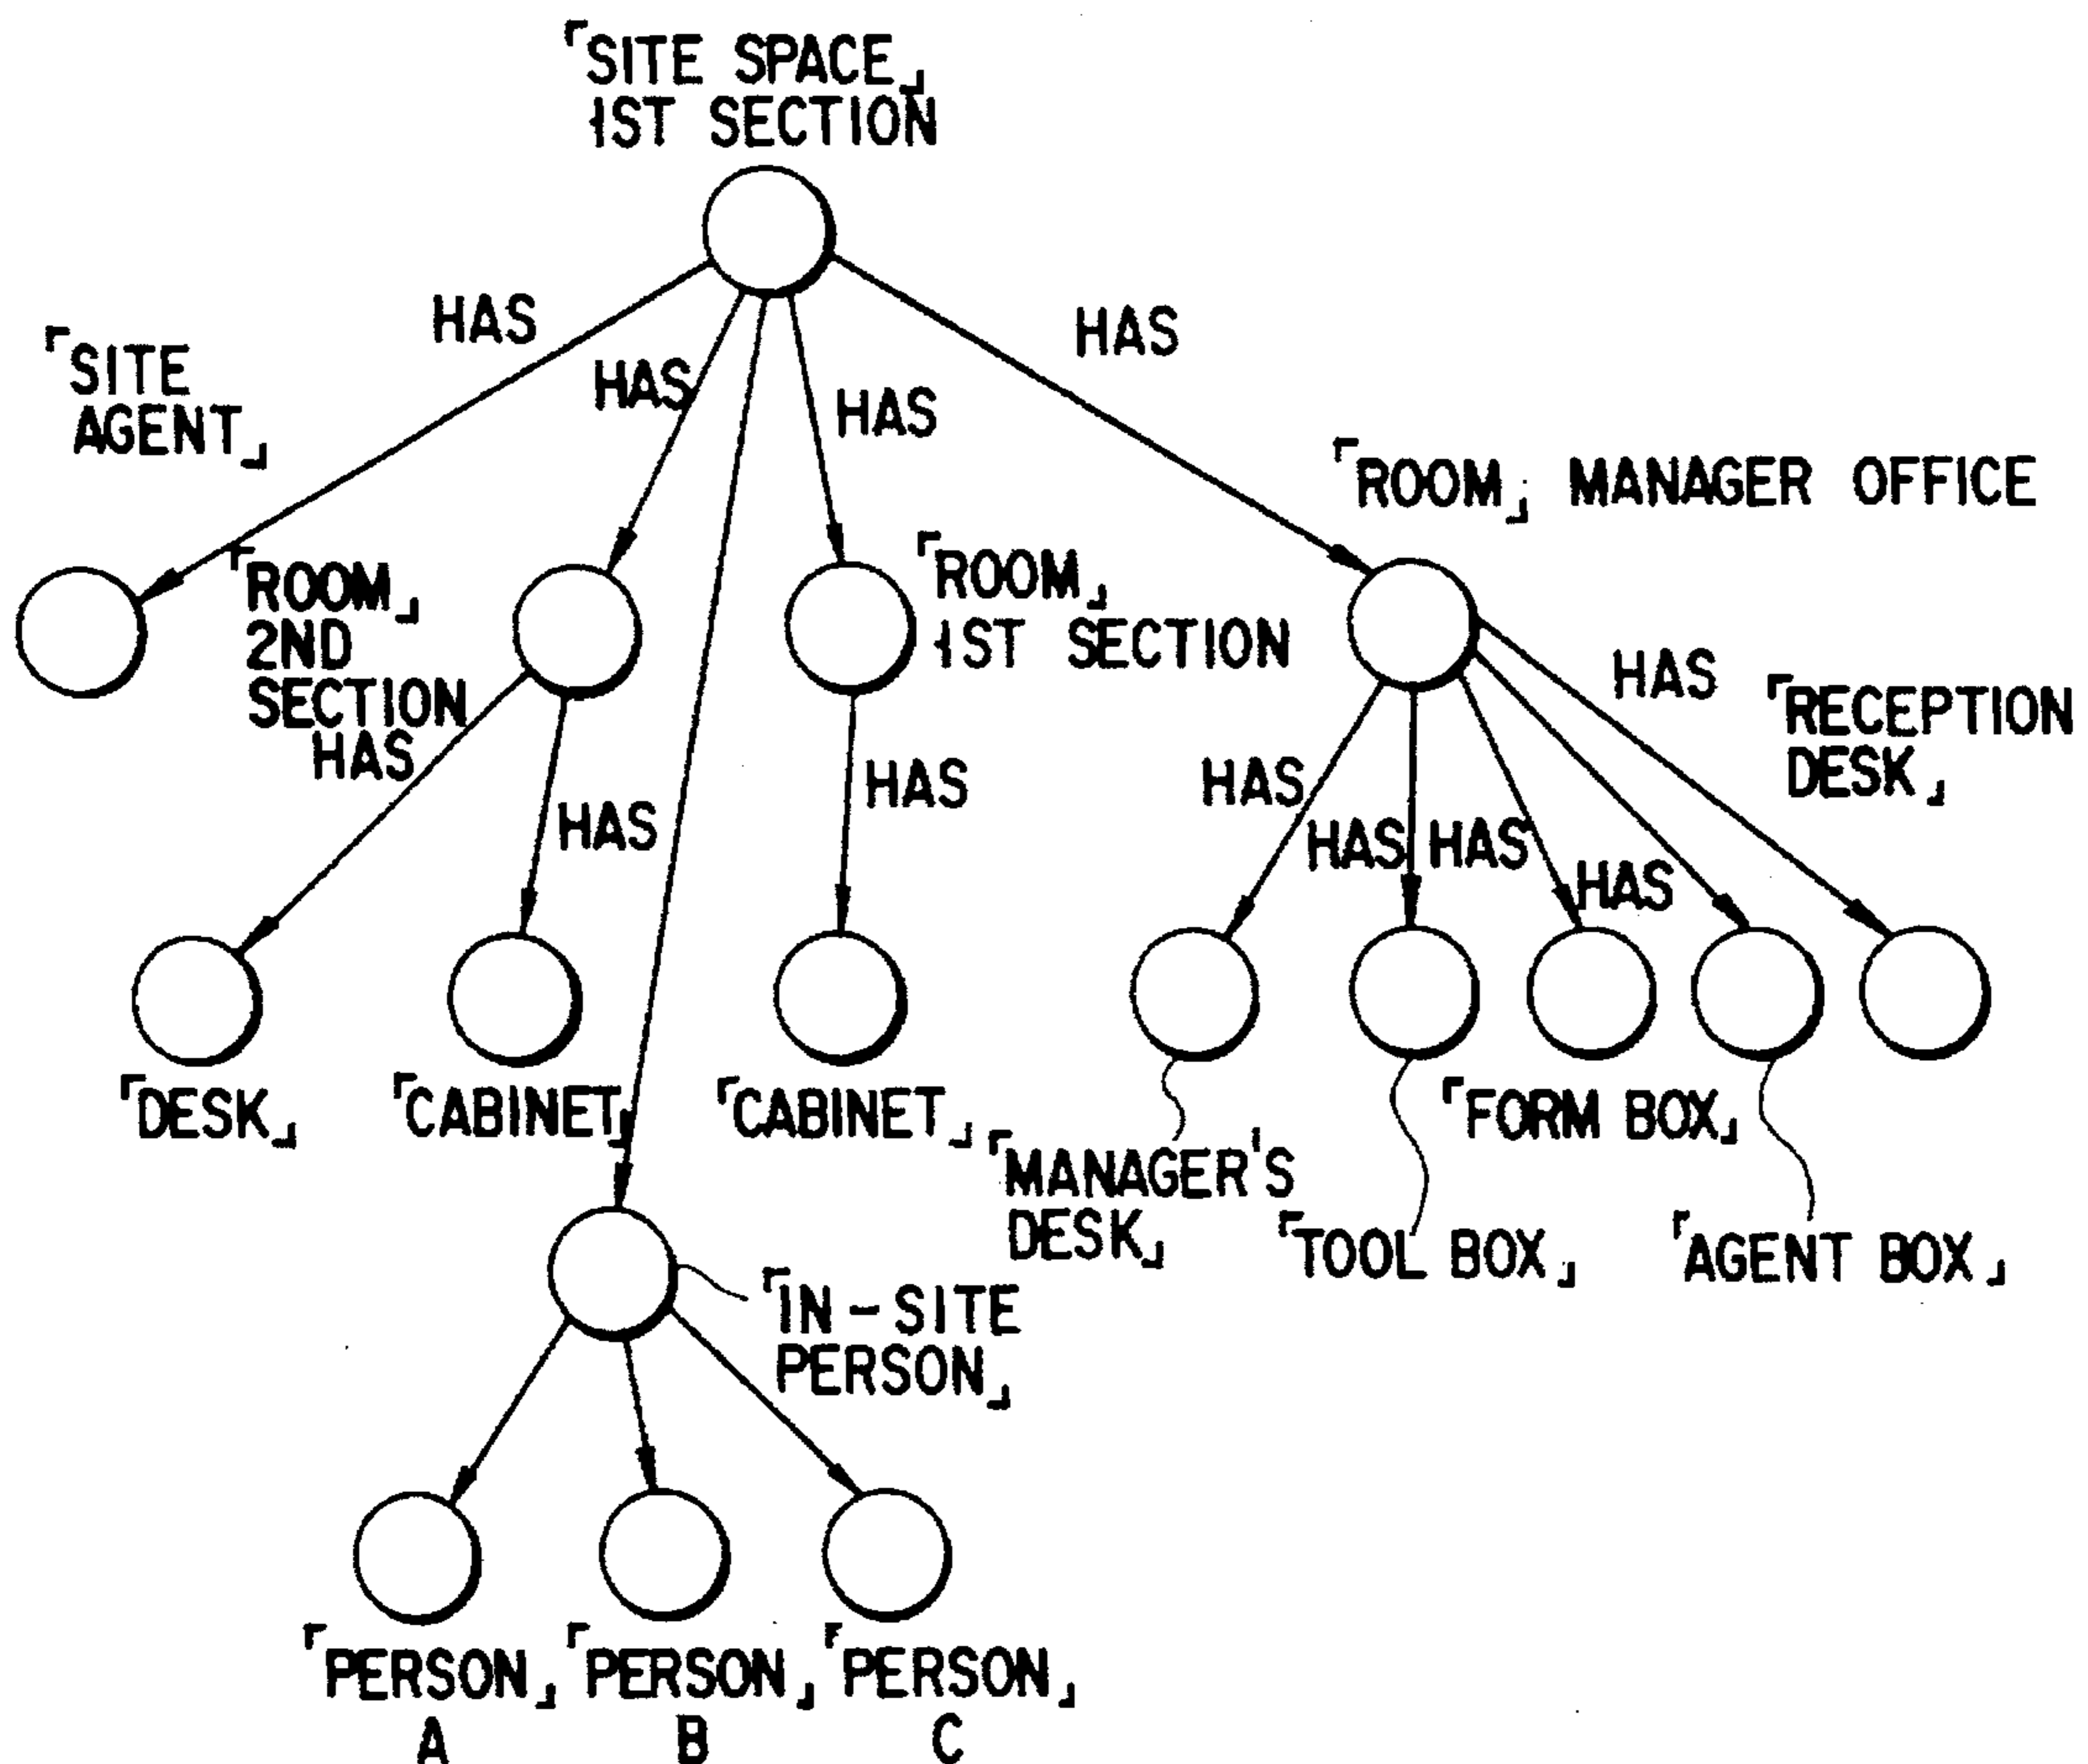 「SITE SPACE」
1ST SECTION
HAS
HAS
HAS
HAS
「SITE
AGENT」
「ROOM」 MANAGER OFFICE
「ROOM」
2ND
SECTION
「ROOM」
1ST SECTION
HAS
HAS
HAS
HAS
HAS
HAS
HAS
HAS
「RECEPTION
DESK」
「DESK」
「CABINET」
「CABINET」
「MANAGER'S
DESK」
「TOOL BOX」
「FORM BOX」
「AGENT BOX」
「IN-SITE
PERSON」
「PERSON」
A
「PERSON」
B
「PERSON」
C